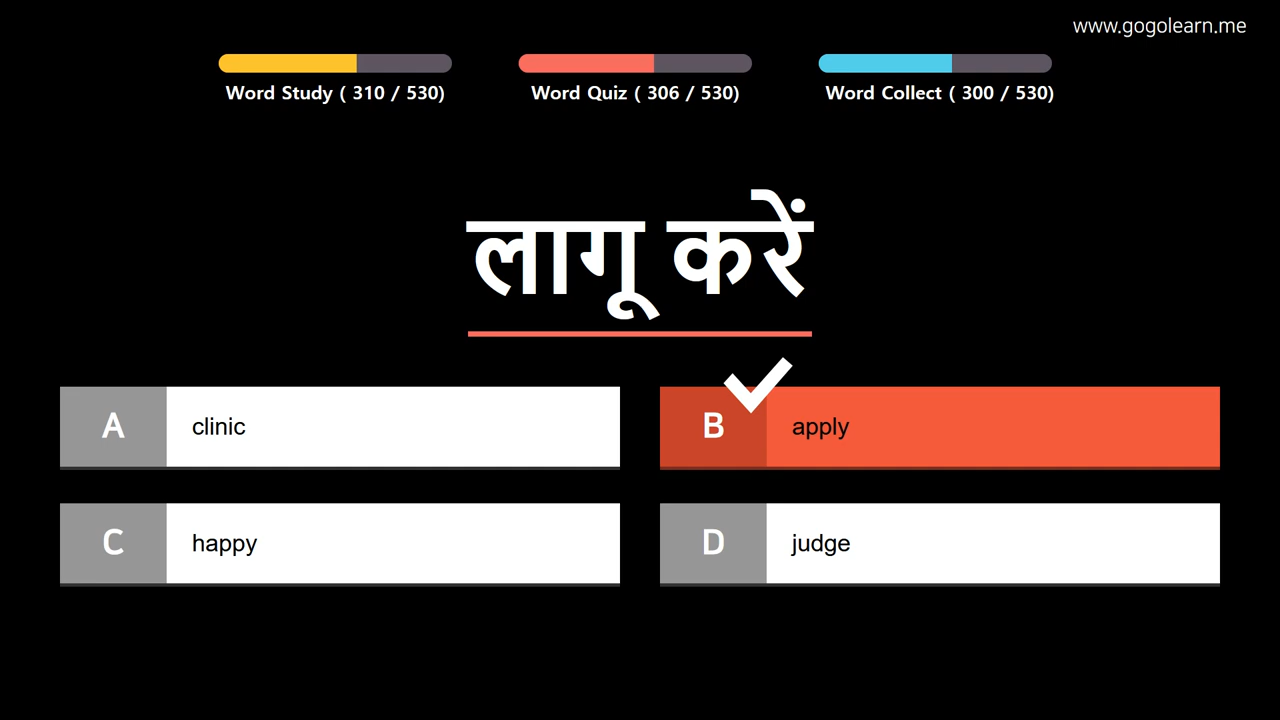 www.gogolearn.me
Word Study ( 310 / 530)
Word Quiz ( 306 / 530)
Word Collect ( 300 / 530)
लागू करें
A clinic
B apply
C happy
D judge